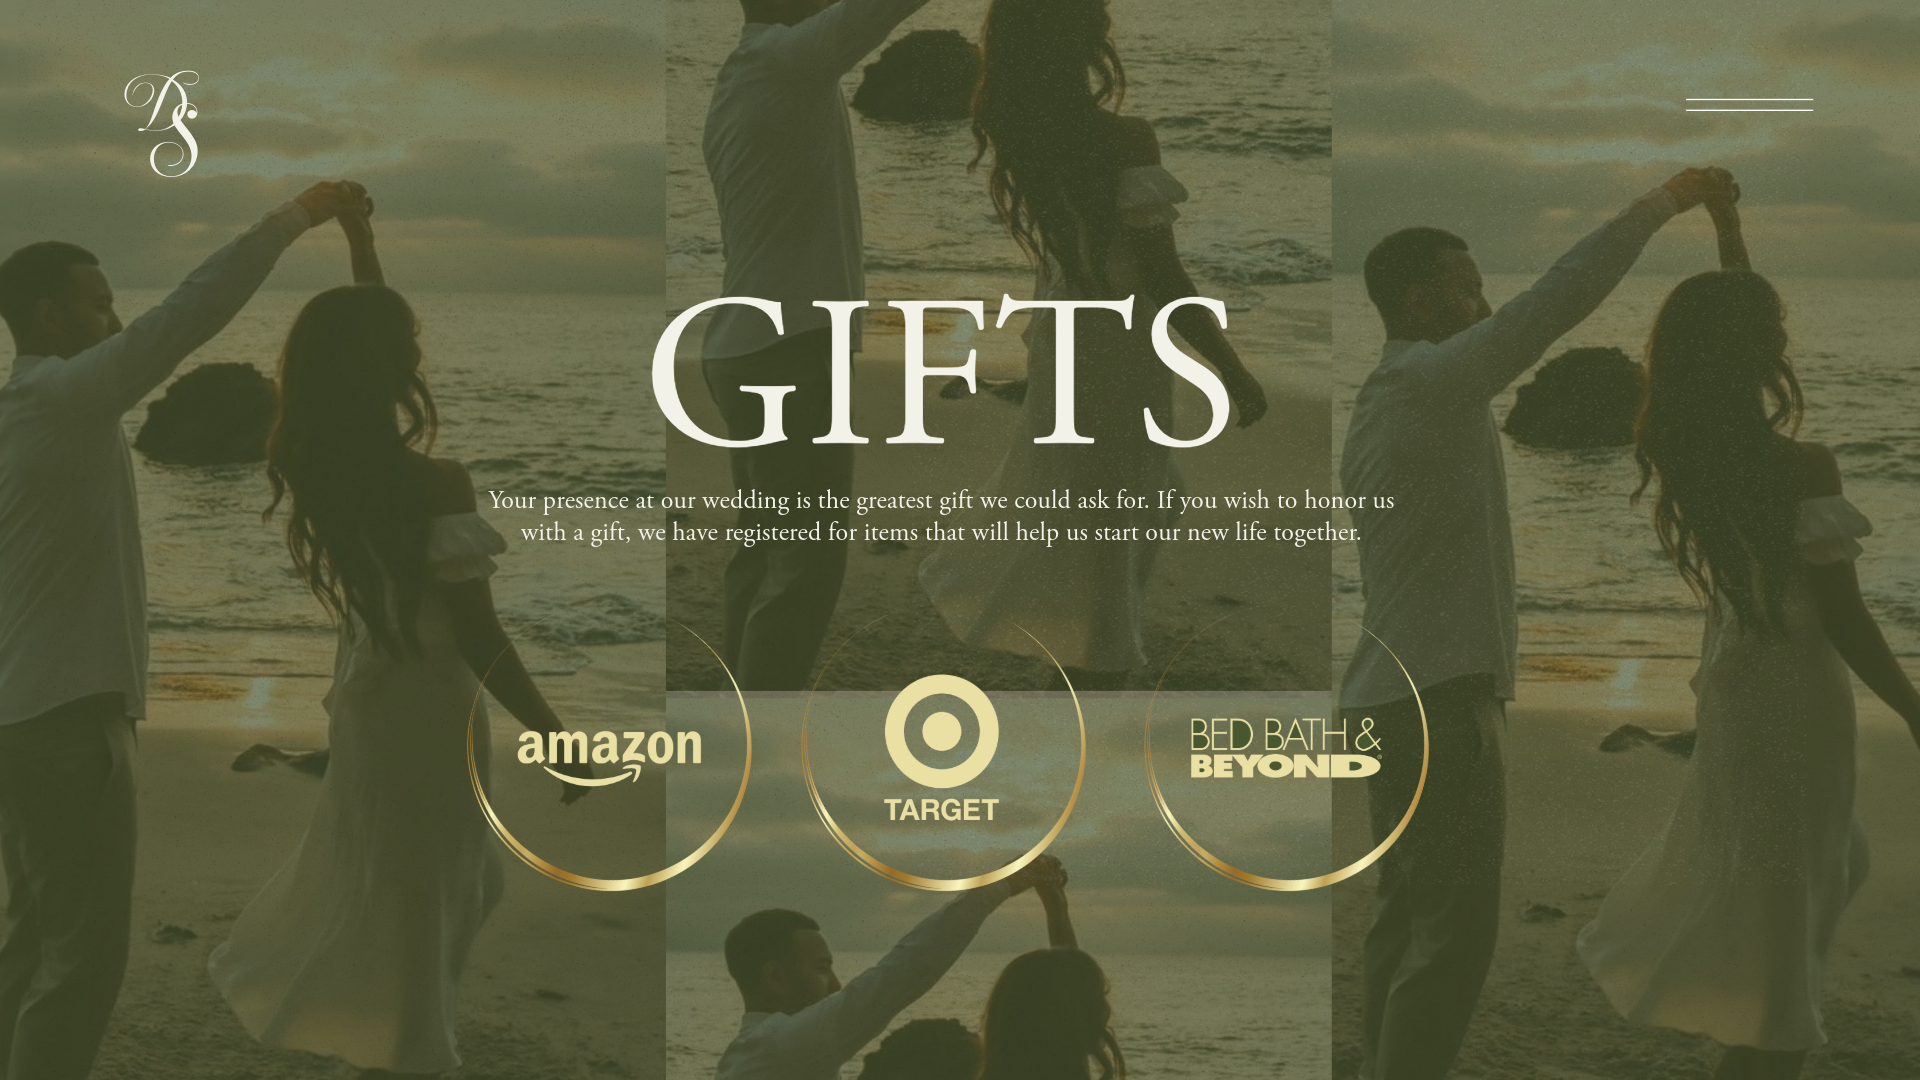 DS
GIFTS
Your presence at our wedding is the greatest gift we could ask for. If you wish to honor us
with a gift, we have registered for items that will help us start our new life together.
amazon
TARGET
BED BATH &
BEYOND